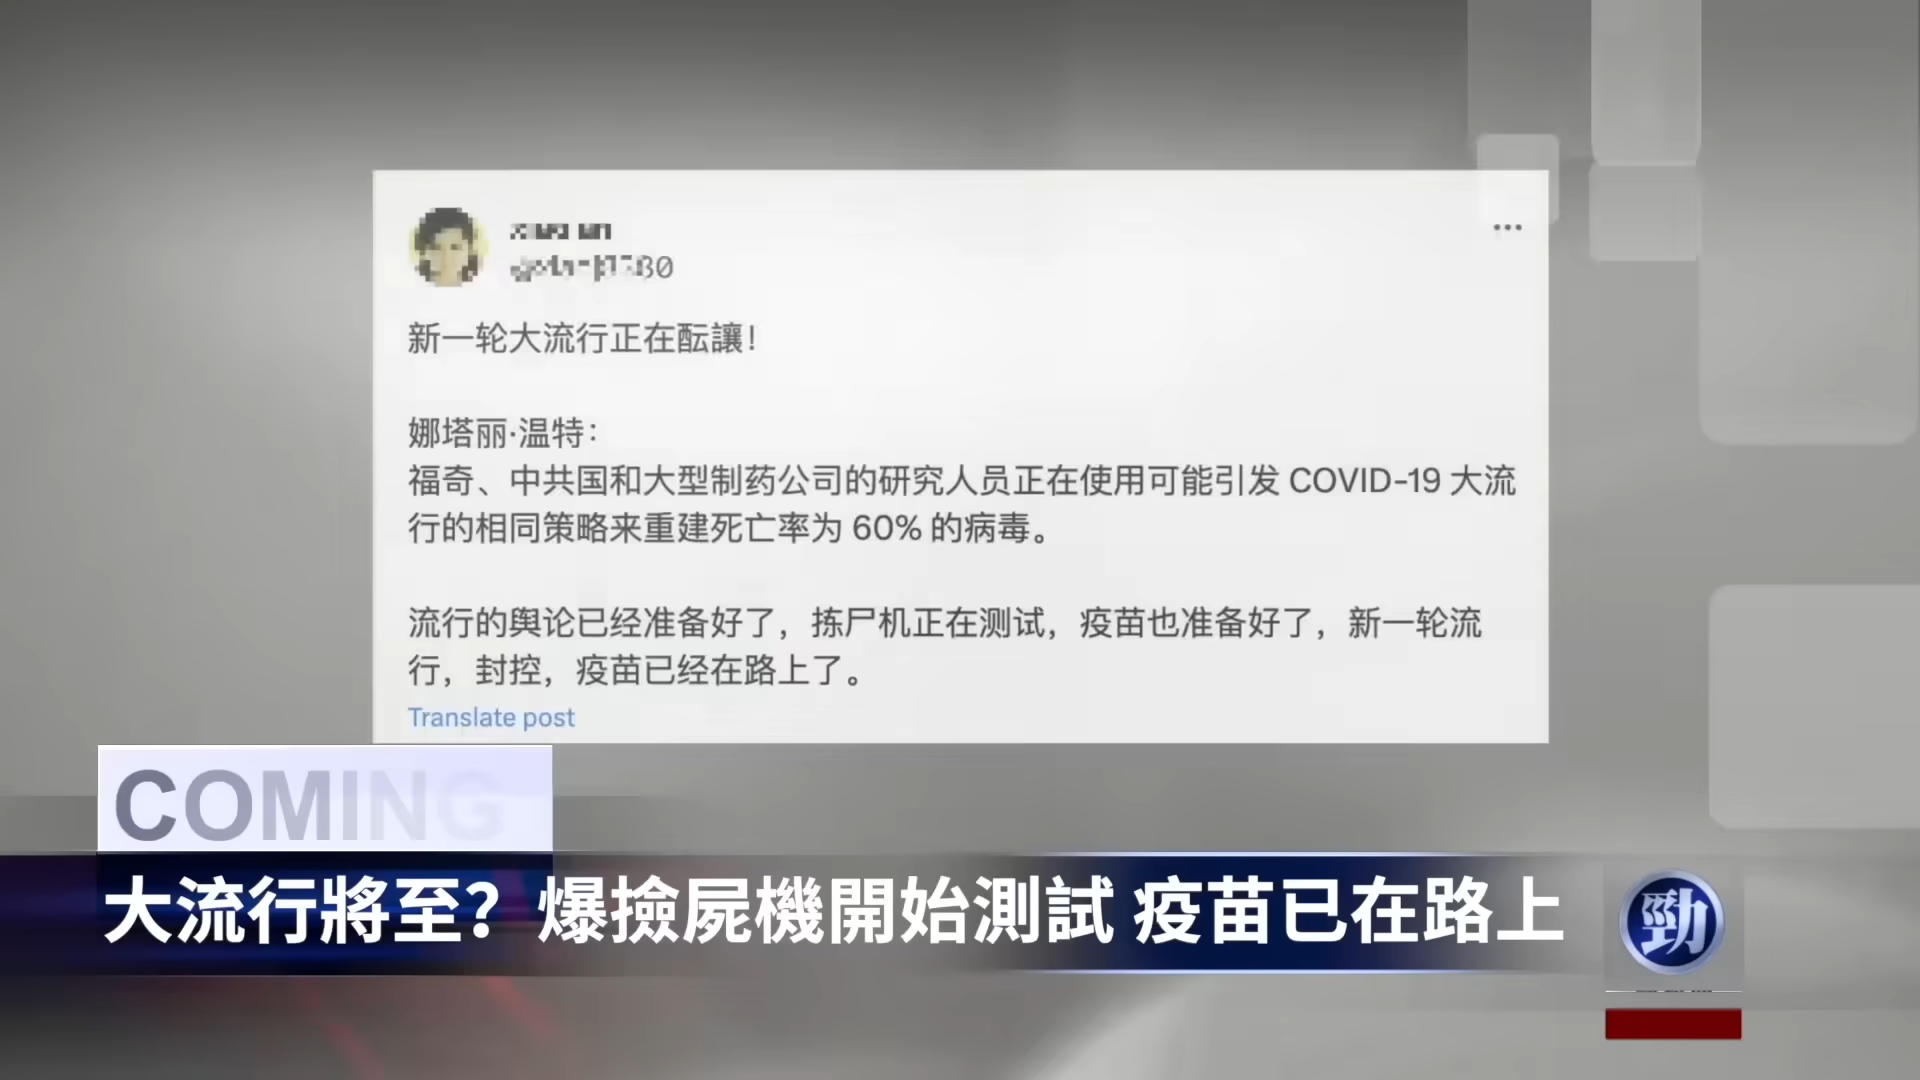 新一轮大流行正在酝讓！
娜塔丽·温特：
福奇、中共国和大型制药公司的研究人员正在使用可能引发 COVID-19 大流
行的相同策略来重建死亡率为 60% 的病毒。
流行的舆论已经准备好了，拣尸机正在测试，疫苗也准备好了，新一轮流
行，封控，疫苗已经在路上了。
Translate post
COMING
大流行將至？爆撿屍機開始測試 疫苗已在路上
勁